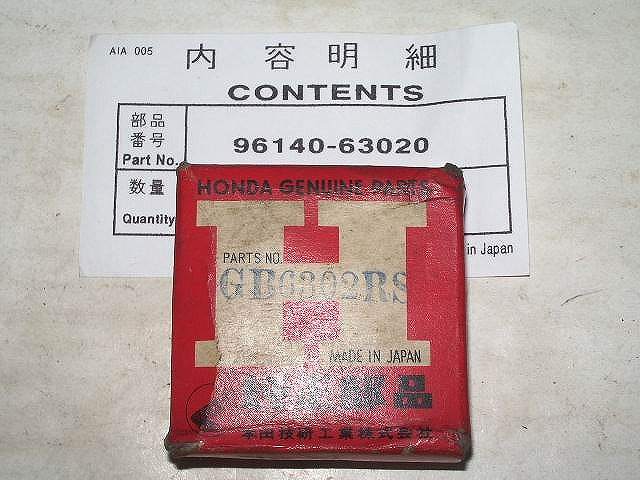 AIA 005
内容明細
CONTENTS
部品
番号
Part No.
96140-63020
数量
Quantity
in Japan
HONDA GENUINE PARTS
PARTS NO.
GB6302RS
MADE IN JAPAN
品
本田技研工業株式会社